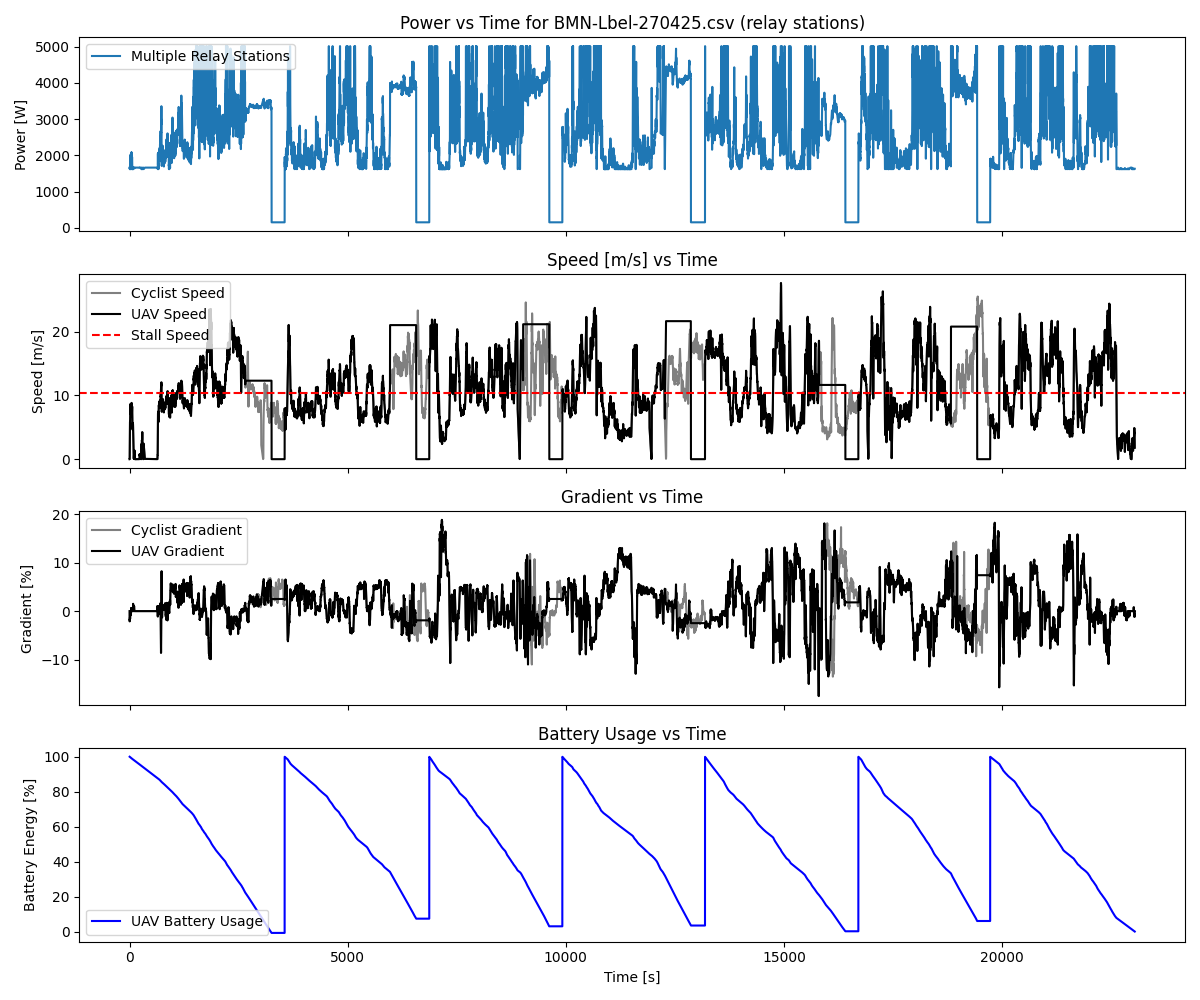 Power vs Time for BMN-Lbel-270425.csv (relay stations)
Power [W]
5000
4000
3000
2000
1000
0
Multiple Relay Stations
Speed [m/s] vs Time
Speed [m/s]
20
10
0
Cyclist Speed
UAV Speed
Stall Speed
Gradient vs Time
Gradient [%]
20
10
0
−10
Cyclist Gradient
UAV Gradient
Battery Usage vs Time
Battery Energy [%]
100
80
60
40
20
0
UAV Battery Usage
0 5000 10000 15000 20000
Time [s]